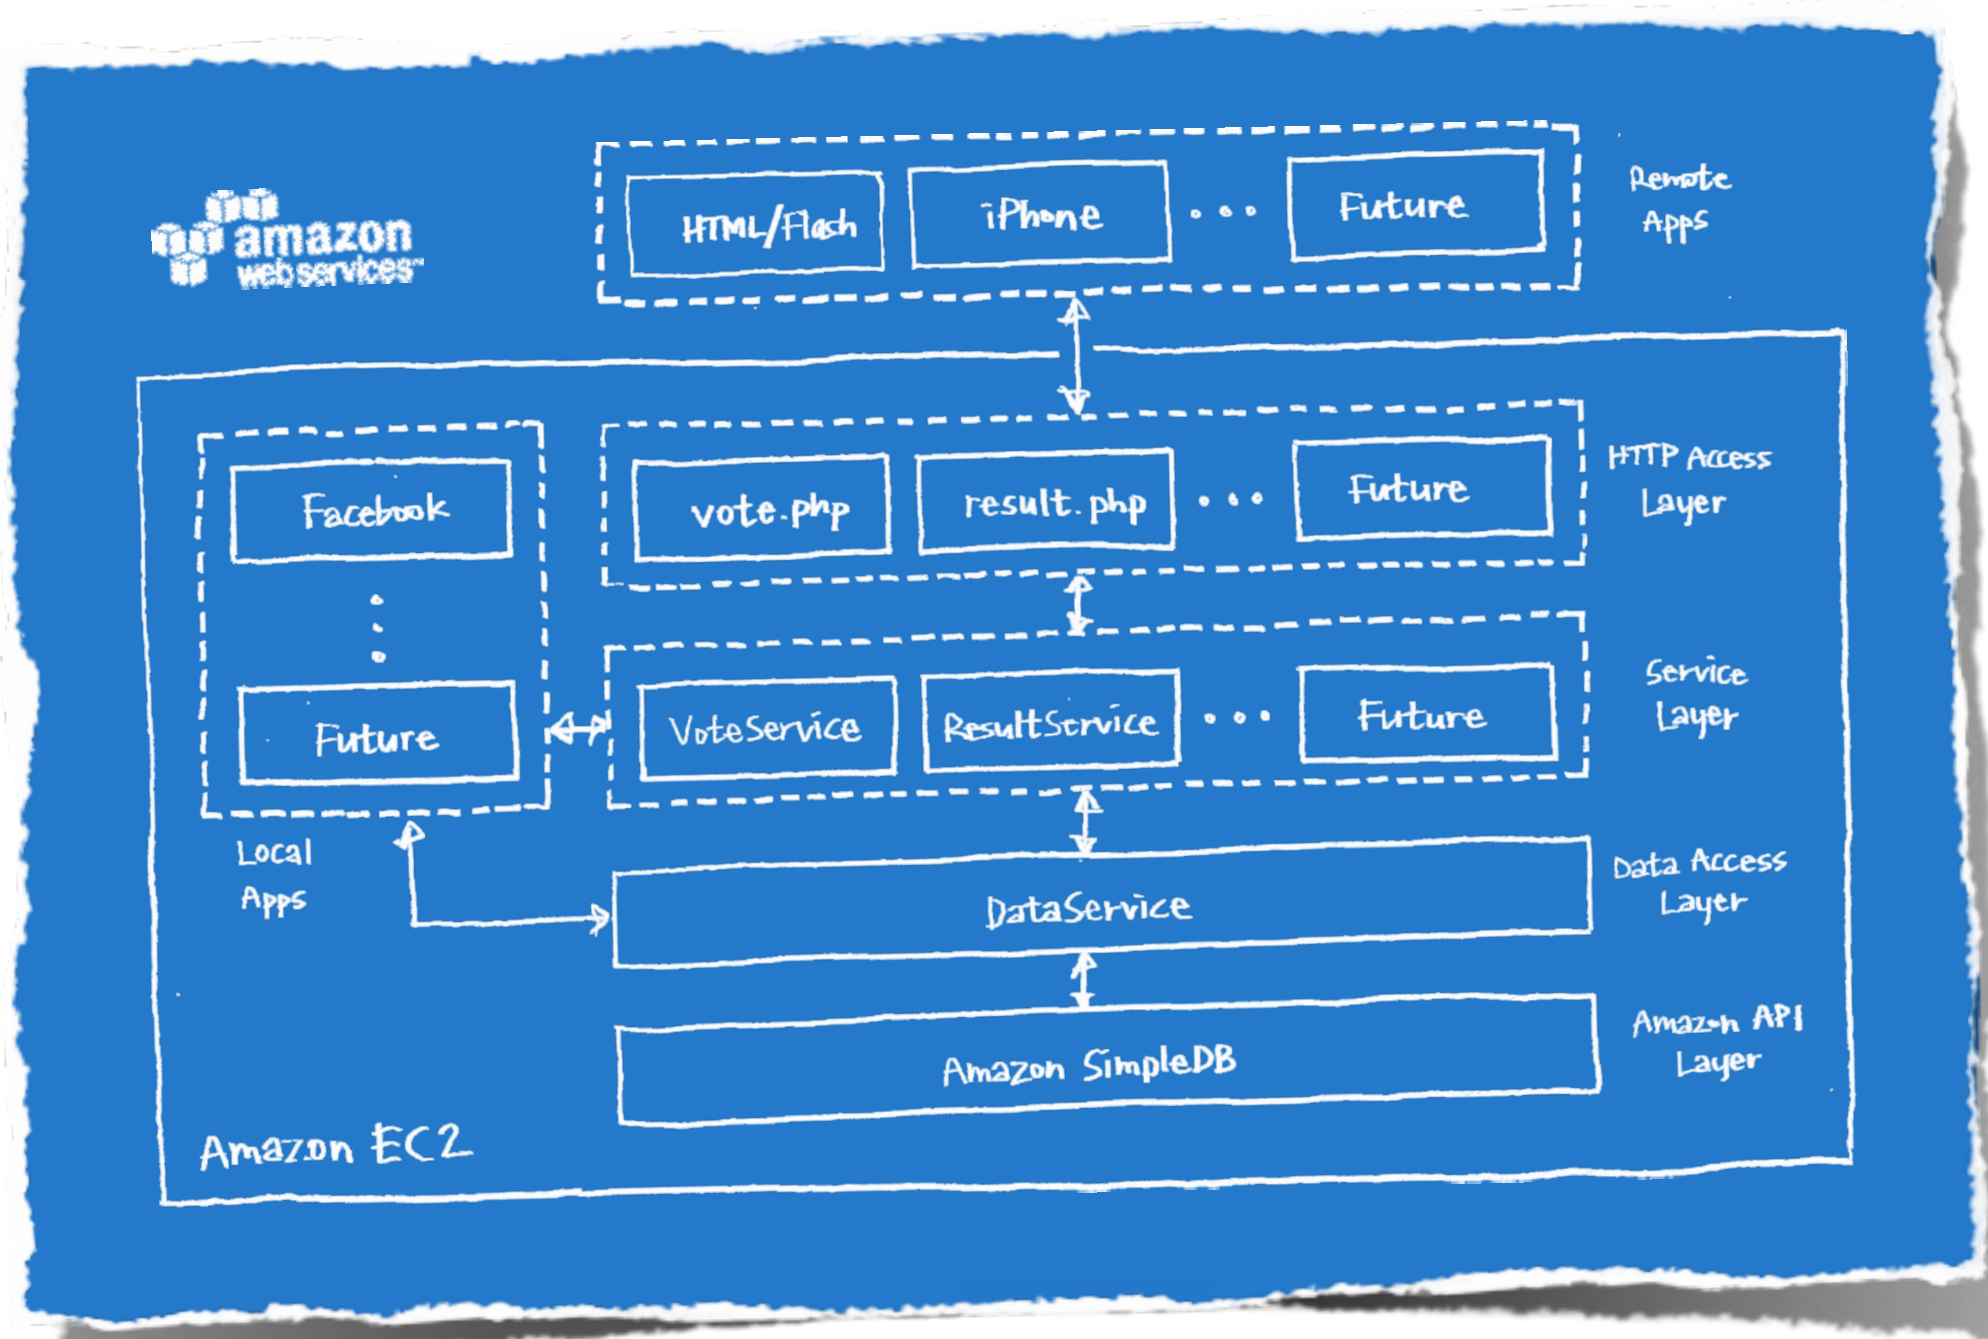 amazon
webservices™
HTML/Flash
iPhone
Future
Remote
Apps
Facebook
Future
Local
Apps
vote.php
result.php
Future
HTTP Access
Layer
VoteService
ResultService
Future
Service
Layer
DataService
Data Access
Layer
Amazon SimpleDB
Amazon API
Layer
Amazon EC2